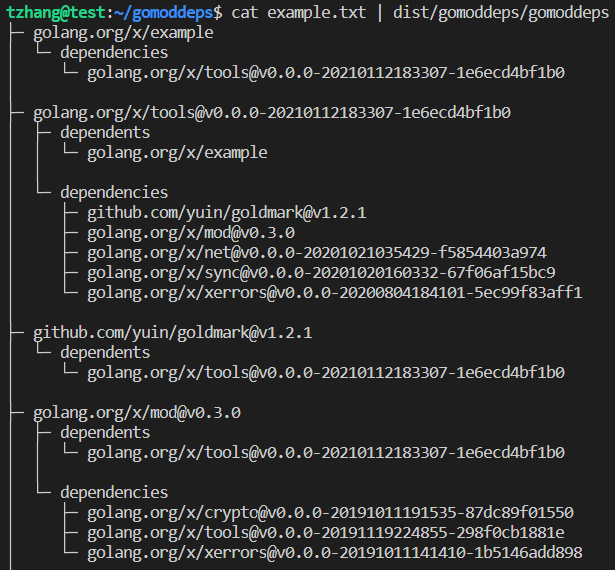 tzhang@test:~/gomoddeps$ cat example.txt | dist/gomoddeps/gomoddeps
├─ golang.org/x/example
│  └─ dependencies
│     └─ golang.org/x/tools@v0.0.0-20210112183307-1e6ecd4bf1b0
│
├─ golang.org/x/tools@v0.0.0-20210112183307-1e6ecd4bf1b0
│  ├─ dependents
│  │  └─ golang.org/x/example
│  │
│  └─ dependencies
│     ├─ github.com/yuin/goldmark@v1.2.1
│     ├─ golang.org/x/mod@v0.3.0
│     ├─ golang.org/x/net@v0.0.0-20201021035429-f5854403a974
│     ├─ golang.org/x/sync@v0.0.0-20201020160332-67f06af15bc9
│     └─ golang.org/x/xerrors@v0.0.0-20200804184101-5ec99f83aff1
│
├─ github.com/yuin/goldmark@v1.2.1
│  └─ dependents
│     └─ golang.org/x/tools@v0.0.0-20210112183307-1e6ecd4bf1b0
│
├─ golang.org/x/mod@v0.3.0
│  ├─ dependents
│  │  └─ golang.org/x/tools@v0.0.0-20210112183307-1e6ecd4bf1b0
│  │
│  └─ dependencies
│     ├─ golang.org/x/crypto@v0.0.0-20191011191535-87dc89f01550
│     ├─ golang.org/x/tools@v0.0.0-20191119224855-298f0cb1881e
│     └─ golang.org/x/xerrors@v0.0.0-20191011141410-1b5146add898